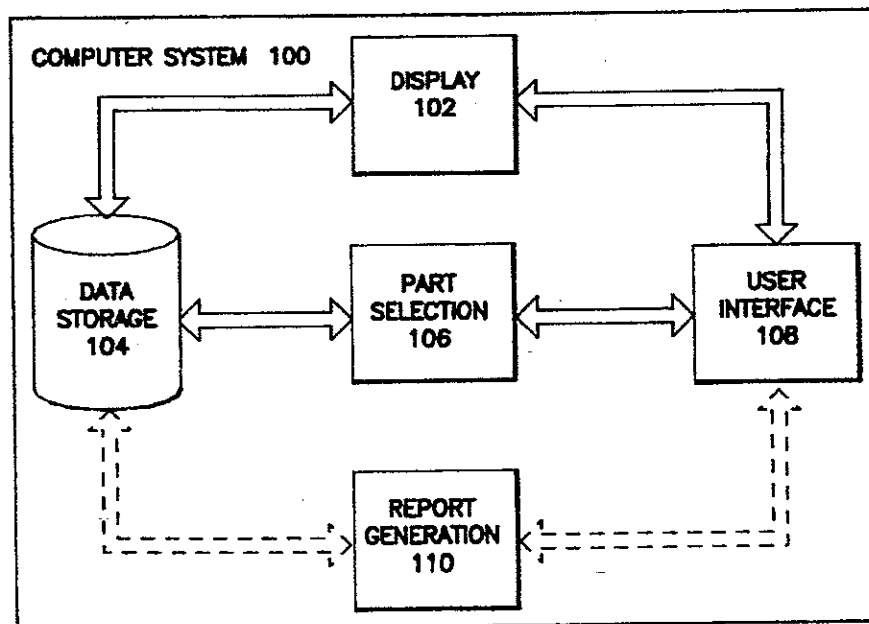 COMPUTER SYSTEM 100
DISPLAY
102
DATA
STORAGE
104
PART
SELECTION
106
USER
INTERFACE
108
REPORT
GENERATION
110